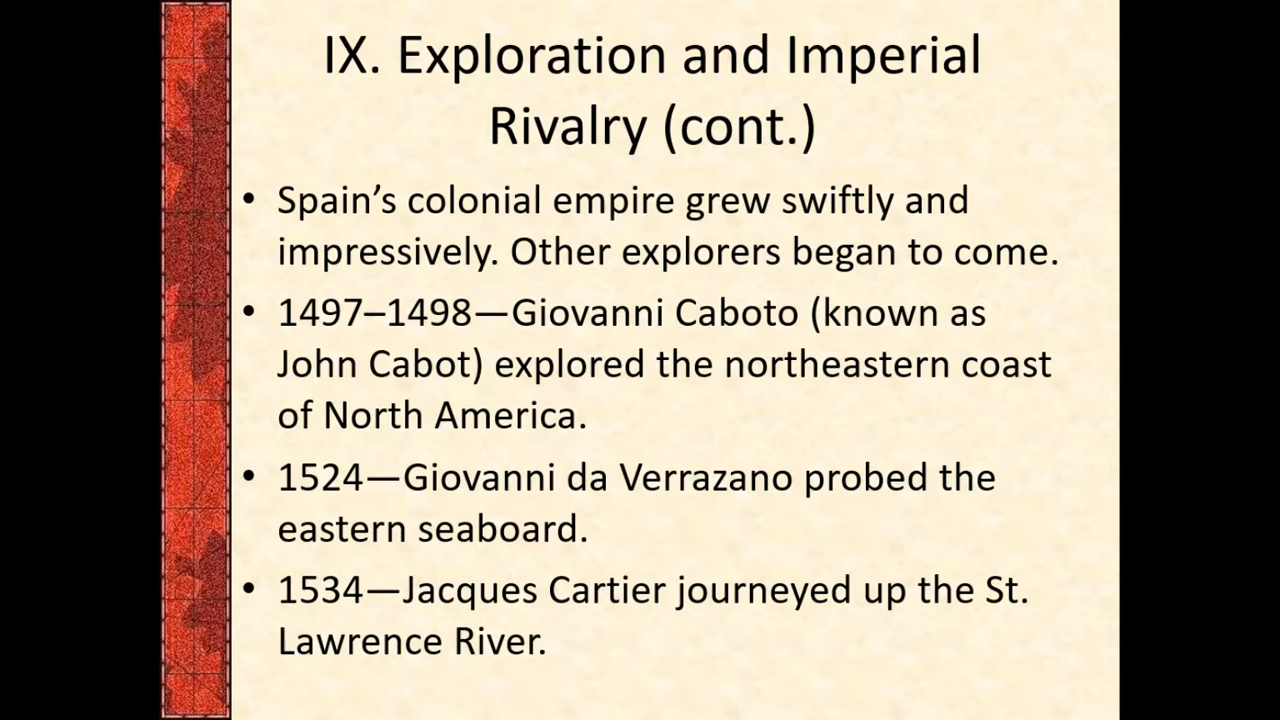 IX. Exploration and Imperial
Rivalry (cont.)
• Spain’s colonial empire grew swiftly and
impressively. Other explorers began to come.
• 1497–1498—Giovanni Caboto (known as
John Cabot) explored the northeastern coast
of North America.
• 1524—Giovanni da Verrazano probed the
eastern seaboard.
• 1534—Jacques Cartier journeyed up the St.
Lawrence River.